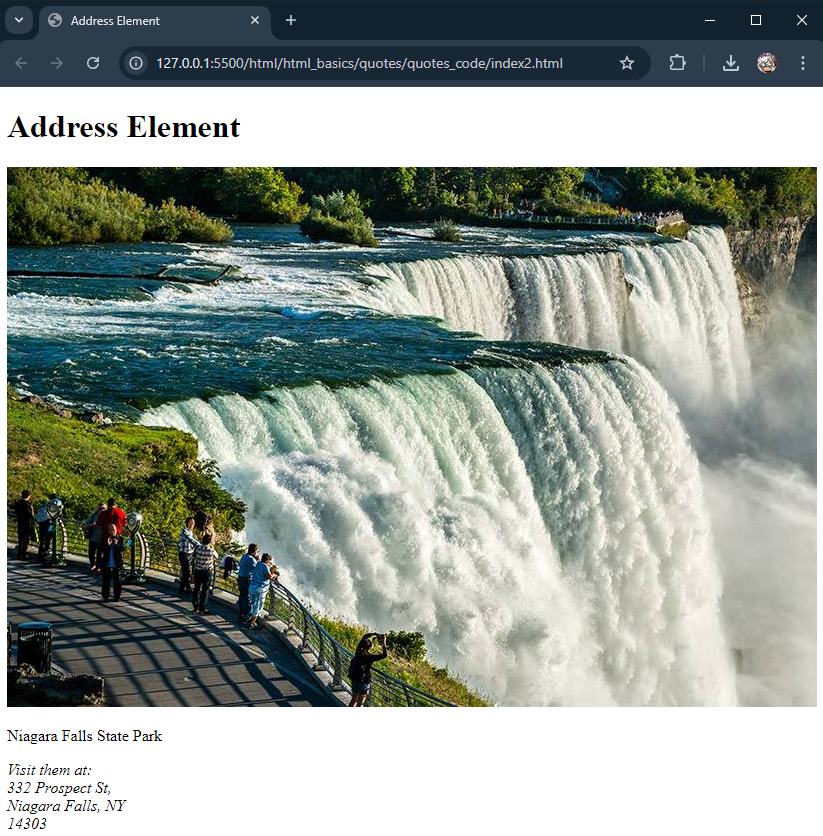 Address Element
127.0.0.1:5500/html/html_basics/quotes/quotes_code/index2.html
Address Element
Niagara Falls State Park
Visit them at:
332 Prospect St,
Niagara Falls, NY
14303